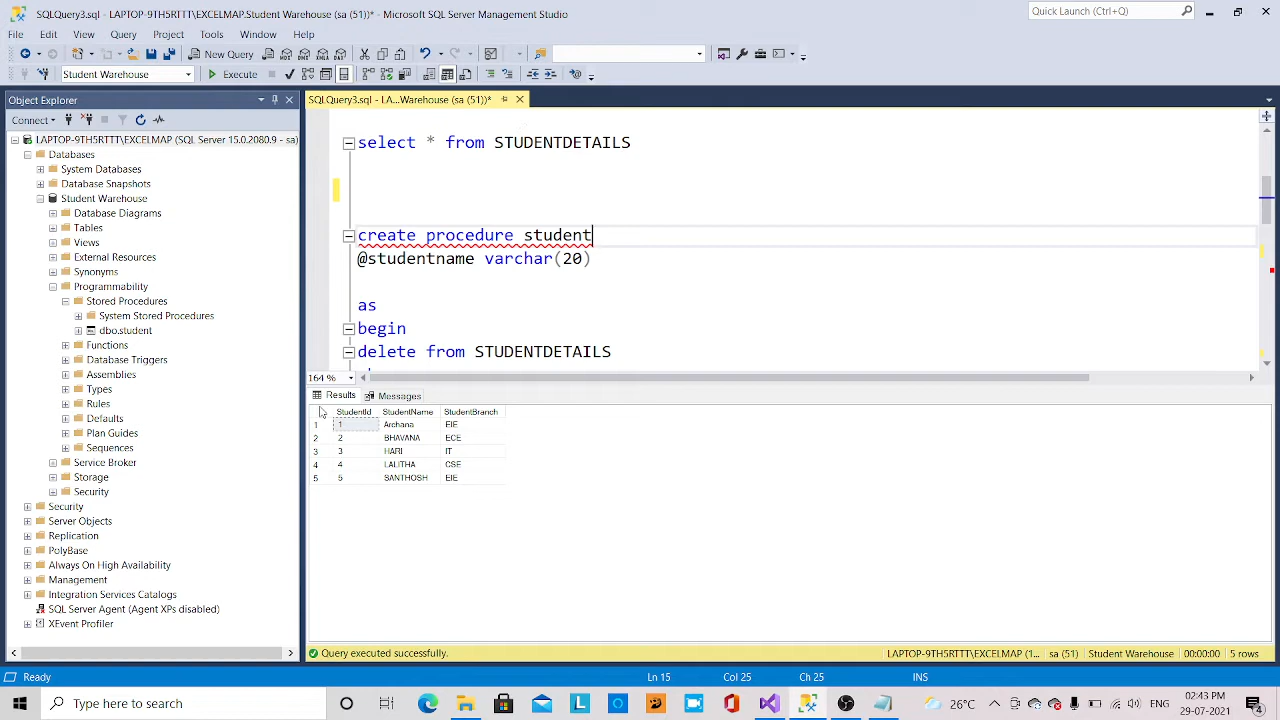 SQLQuery3.sql - LAPTOP-9TH5RTTT\EXCELMAP.Student Warehouse (sa (51))* - Microsoft SQL Server Management Studio
Quick Launch (Ctrl+Q)
File Edit View Query Project Tools Window Help
New Query
MDX DMX XMLA DAX
Student Warehouse
Execute
Object Explorer
SQLQuery3.sql - LA...Warehouse (sa (51))*
Connect
LAPTOP-9TH5RTTT\EXCELMAP (SQL Server 15.0.2080.9 - sa)
Databases
System Databases
Database Snapshots
Student Warehouse
Database Diagrams
Tables
Views
External Resources
Synonyms
Programmability
Stored Procedures
System Stored Procedures
dbo.student
Functions
Database Triggers
Assemblies
Types
Rules
Defaults
Plan Guides
Sequences
Service Broker
Storage
Security
Security
Server Objects
Replication
PolyBase
Always On High Availability
Management
Integration Services Catalogs
SQL Server Agent (Agent XPs disabled)
XEvent Profiler
select * from STUDENTDETAILS
create procedure student
@studentname varchar(20)
as
begin
delete from STUDENTDETAILS
164 %
Results Messages
StudentId StudentName StudentBranch
1 1 Archana EIE
2 2 BHAVANA ECE
3 3 HARI IT
4 4 LALITHA CSE
5 5 SANTHOSH EIE
Query executed successfully. LAPTOP-9TH5RTTT\EXCELMAP (1... sa (51) Student Warehouse 00:00:00 5 rows
Ready Ln 15 Col 25 Ch 25 INS
Type here to search
26°C ENG 02:43 PM
29-07-2021